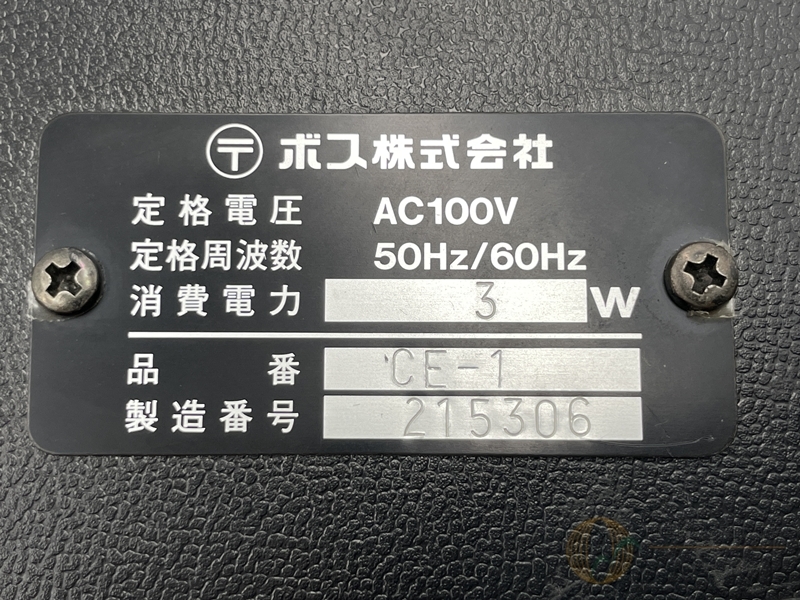 〒 ボス株式会社
定格電圧 AC100V
定格周波数 50Hz/60Hz
消費電力 3 W
品番 CE-1
製造番号 215306